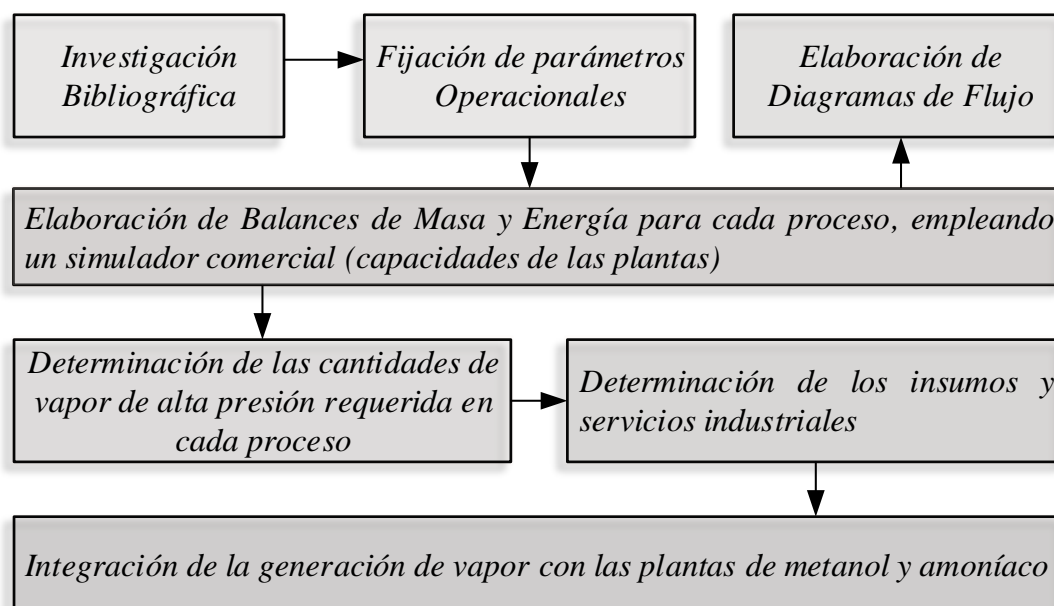 Investigación
Bibliográfica
Fijación de parámetros
Operacionales
Elaboración de
Diagramas de Flujo
Elaboración de Balances de Masa y Energía para cada proceso, empleando
un simulador comercial (capacidades de las plantas)
Determinación de las cantidades de
vapor de alta presión requerida en
cada proceso
Determinación de los insumos y
servicios industriales
Integración de la generación de vapor con las plantas de metanol y amoníaco